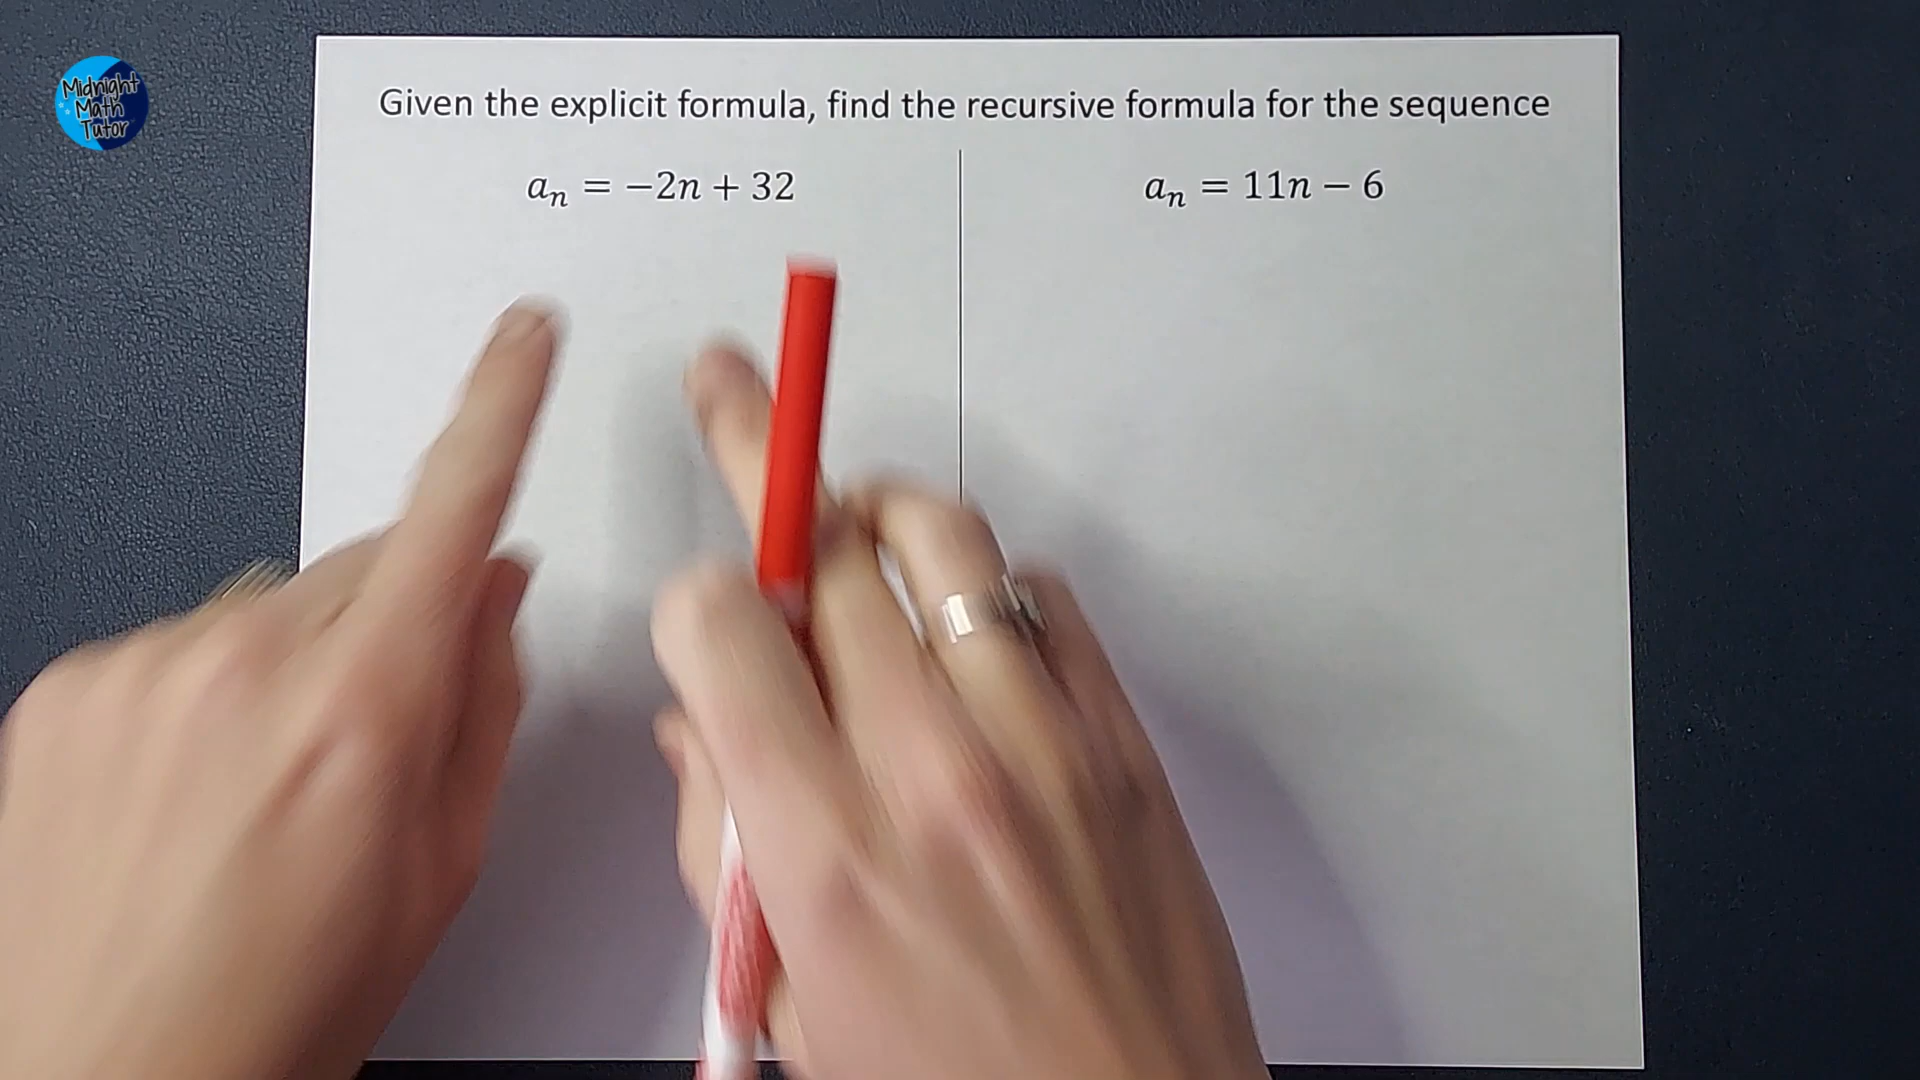 Midnight
Math
Tutor
Given the explicit formula, find the recursive formula for the sequence
aₙ = −2n + 32
aₙ = 11n − 6